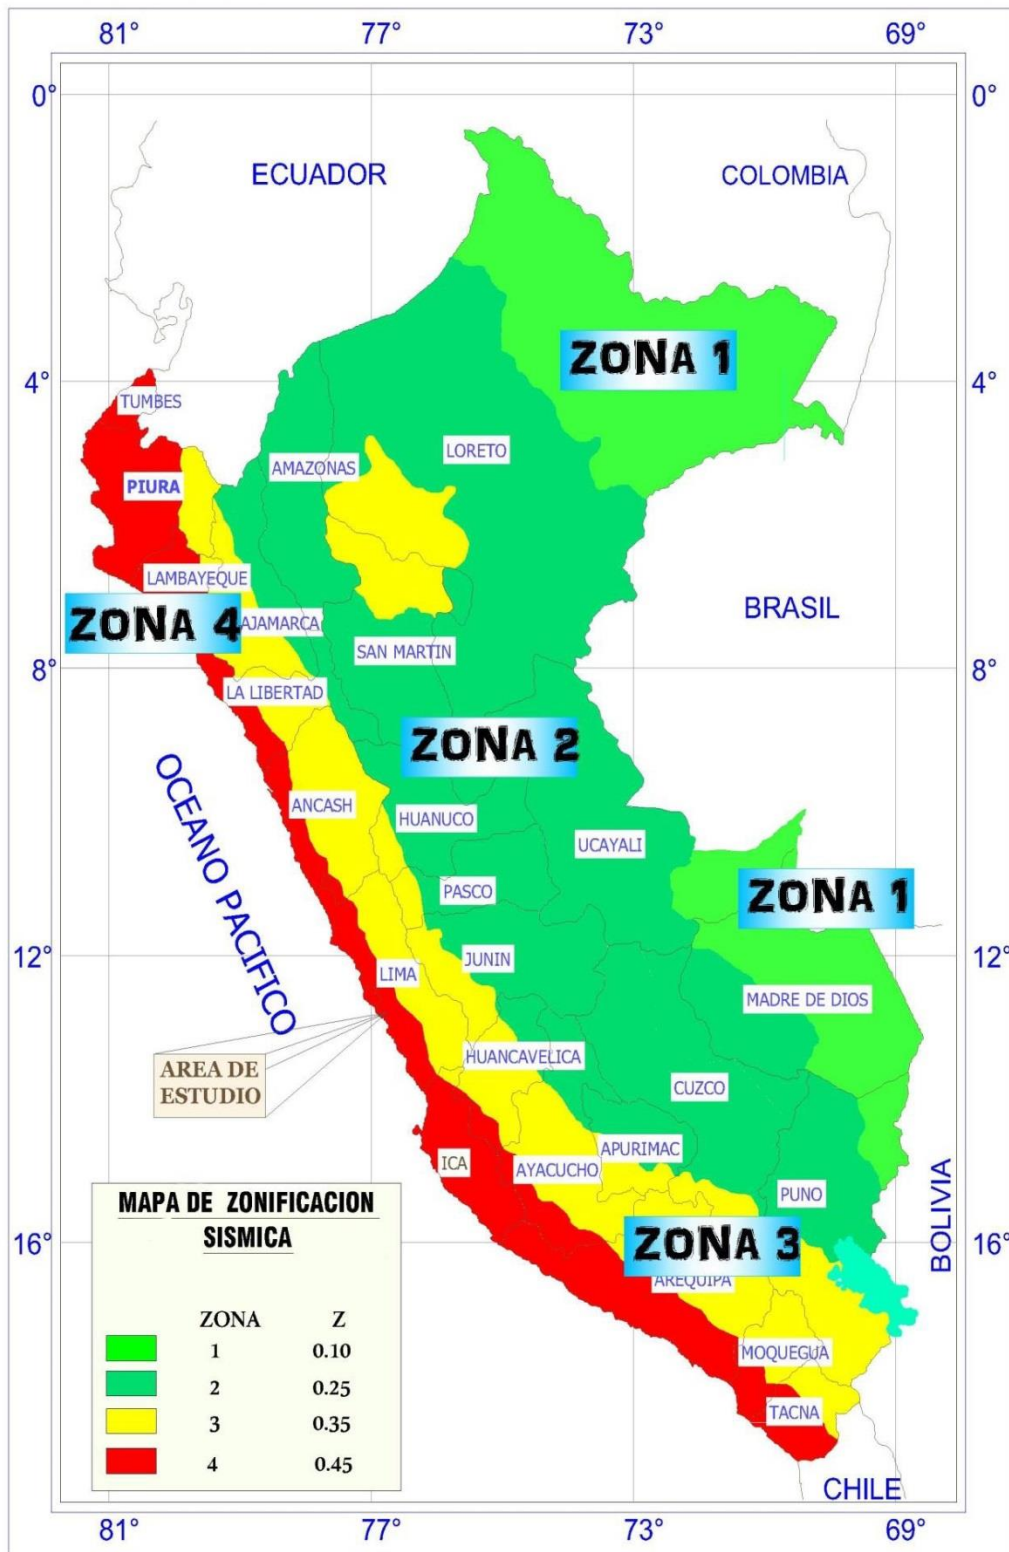 81°
77°
73°
69°
0°
0°
ECUADOR
COLOMBIA
ZONA 1
4°
4°
TUMBES
LORETO
AMAZONAS
PIURA
LAMBAYEQUE
BRASIL
ZONA 4
AJAMARCA
SAN MARTIN
8°
8°
LA LIBERTAD
ZONA 2
OCEANO PACIFICO
ANCASH
HUANUCO
UCAYALI
PASCO
ZONA 1
12°
12°
JUNIN
LIMA
MADRE DE DIOS
HUANCAVELICA
AREA DE
ESTUDIO
CUZCO
APURIMAC
ICA
AYACUCHO
PUNO
BOLIVIA
16°
16°
ZONA 3
AREQUIPA
MOQUEGUA
TACNA
CHILE
MAPA DE ZONIFICACION
SISMICA
ZONA Z
1 0.10
2 0.25
3 0.35
4 0.45
81°
77°
73°
69°